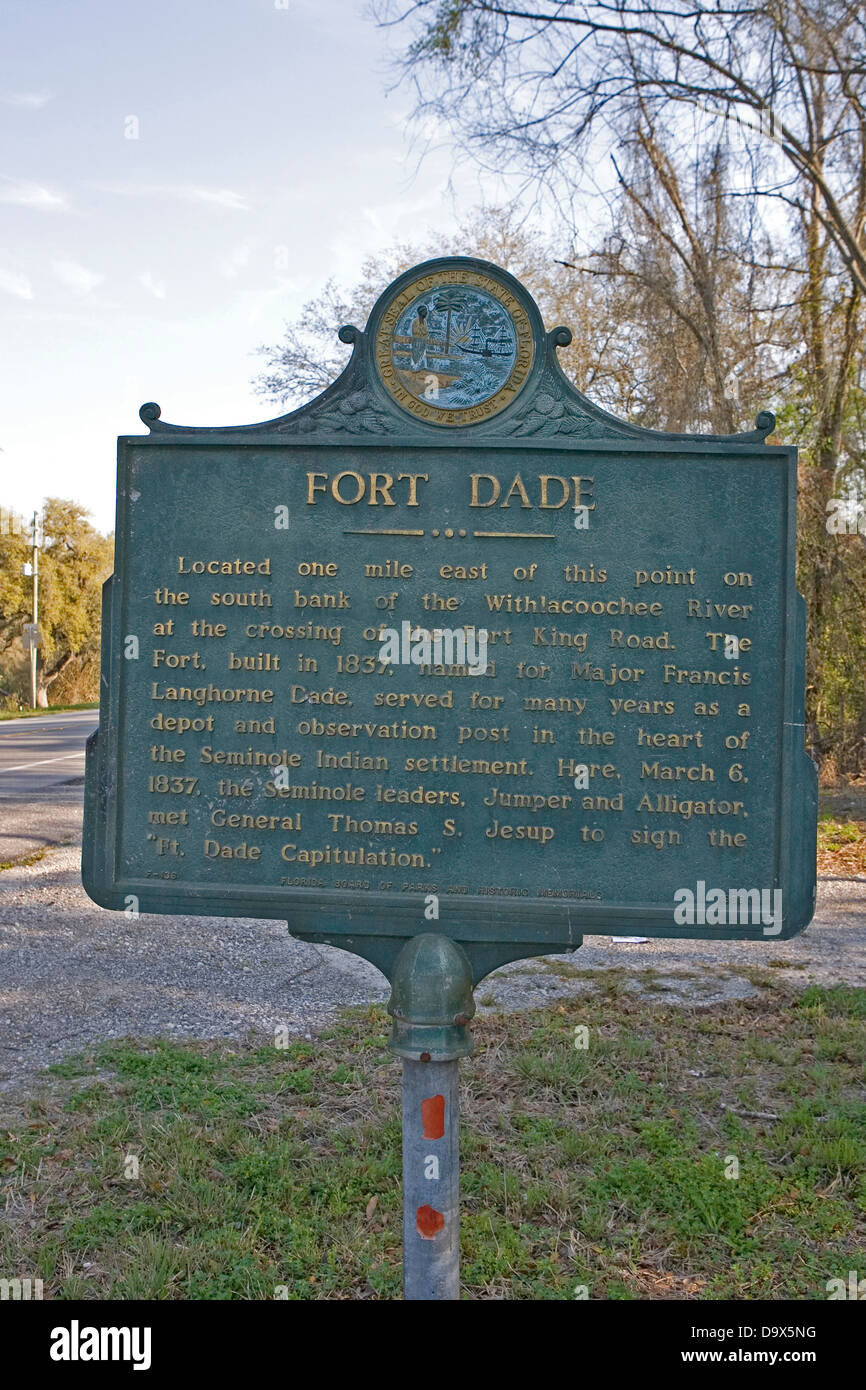 GREAT SEAL OF THE STATE OF FLORIDA
IN GOD WE TRUST
FORT DADE
Located one mile east of this point on
the south bank of the Withlacoochee River
at the crossing of the Fort King Road. The
Fort, built in 1837, named for Major Francis
Langhorne Dade, served for many years as a
depot and observation post in the heart of
the Seminole Indian settlement. Here, March 6,
1837, the Seminole leaders, Jumper and Alligator,
met General Thomas S. Jesup to sign the
"Ft. Dade Capitulation."
F-136
FLORIDA BOARD OF PARKS AND HISTORIC MEMORIALS
alamy
Image ID: D9X5NG
www.alamy.com